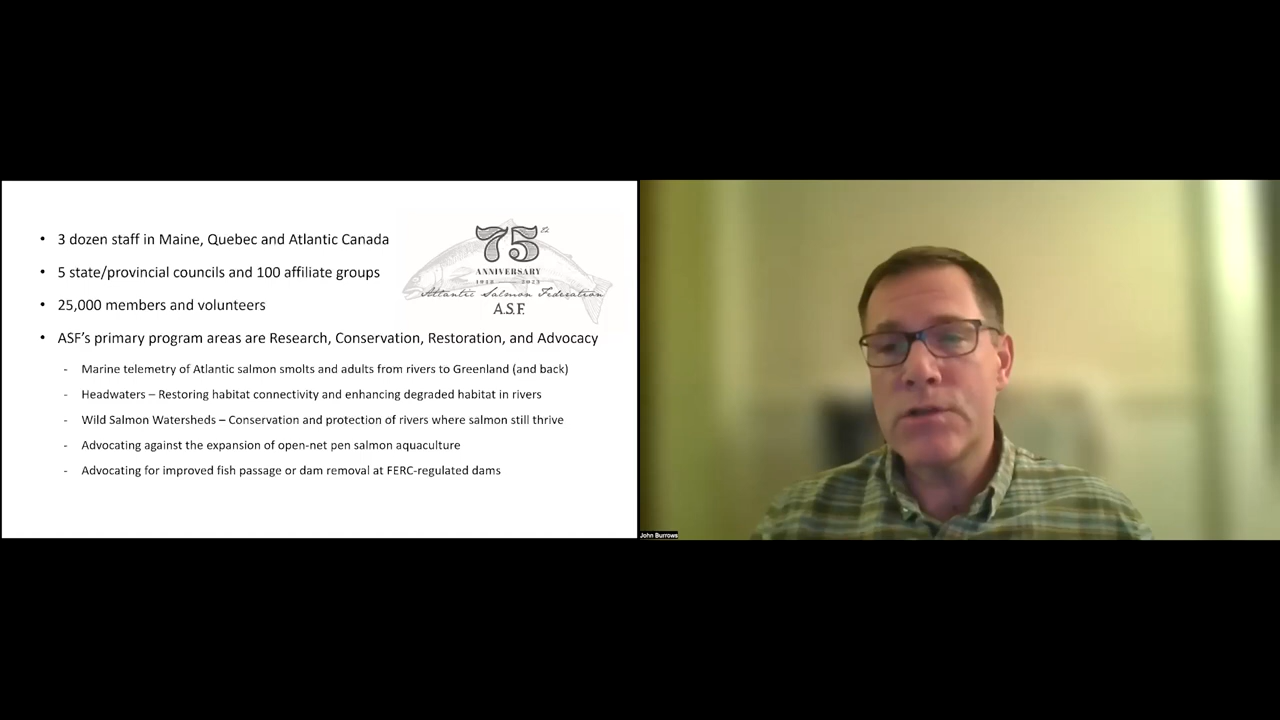 • 3 dozen staff in Maine, Quebec and Atlantic Canada
• 5 state/provincial councils and 100 affiliate groups
• 25,000 members and volunteers
• ASF’s primary program areas are Research, Conservation, Restoration, and Advocacy
- Marine telemetry of Atlantic salmon smolts and adults from rivers to Greenland (and back)
- Headwaters – Restoring habitat connectivity and enhancing degraded habitat in rivers
- Wild Salmon Watersheds – Conservation and protection of rivers where salmon still thrive
- Advocating against the expansion of open-net pen salmon aquaculture
- Advocating for improved fish passage or dam removal at FERC-regulated dams
75th
ANNIVERSARY
1948 2023
Atlantic Salmon Federation
A.S.F.
John Burrows